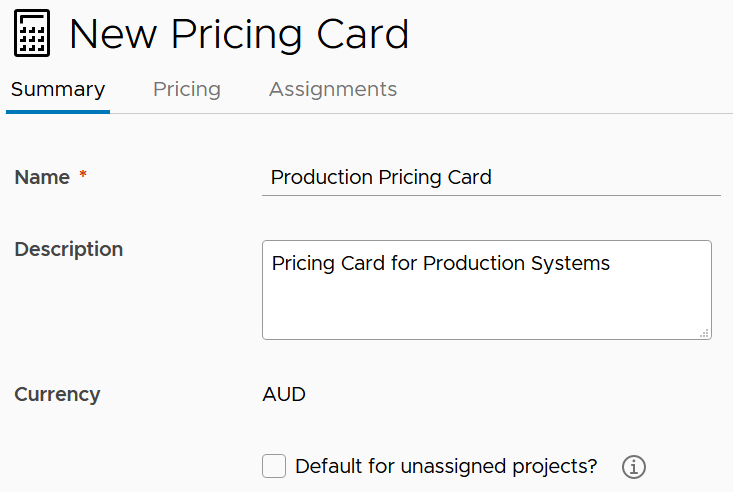 New Pricing Card
Summary Pricing Assignments
Name * Production Pricing Card
Description Pricing Card for Production Systems
Currency AUD
Default for unassigned projects?